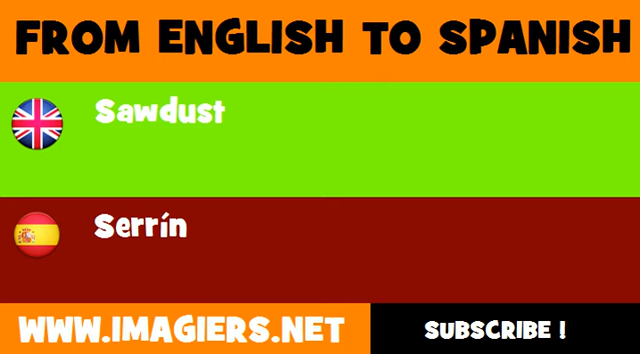 FROM ENGLISH TO SPANISH
Sawdust
Serrín
WWW.IMAGIERS.NET
SUBSCRIBE !